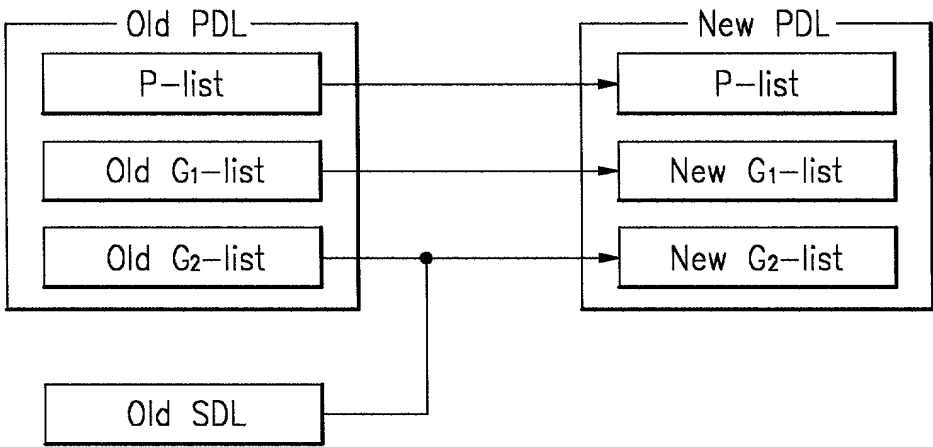 Old PDL
New PDL
P-list
P-list
Old G₁-list
New G₁-list
Old G₂-list
New G₂-list
Old SDL